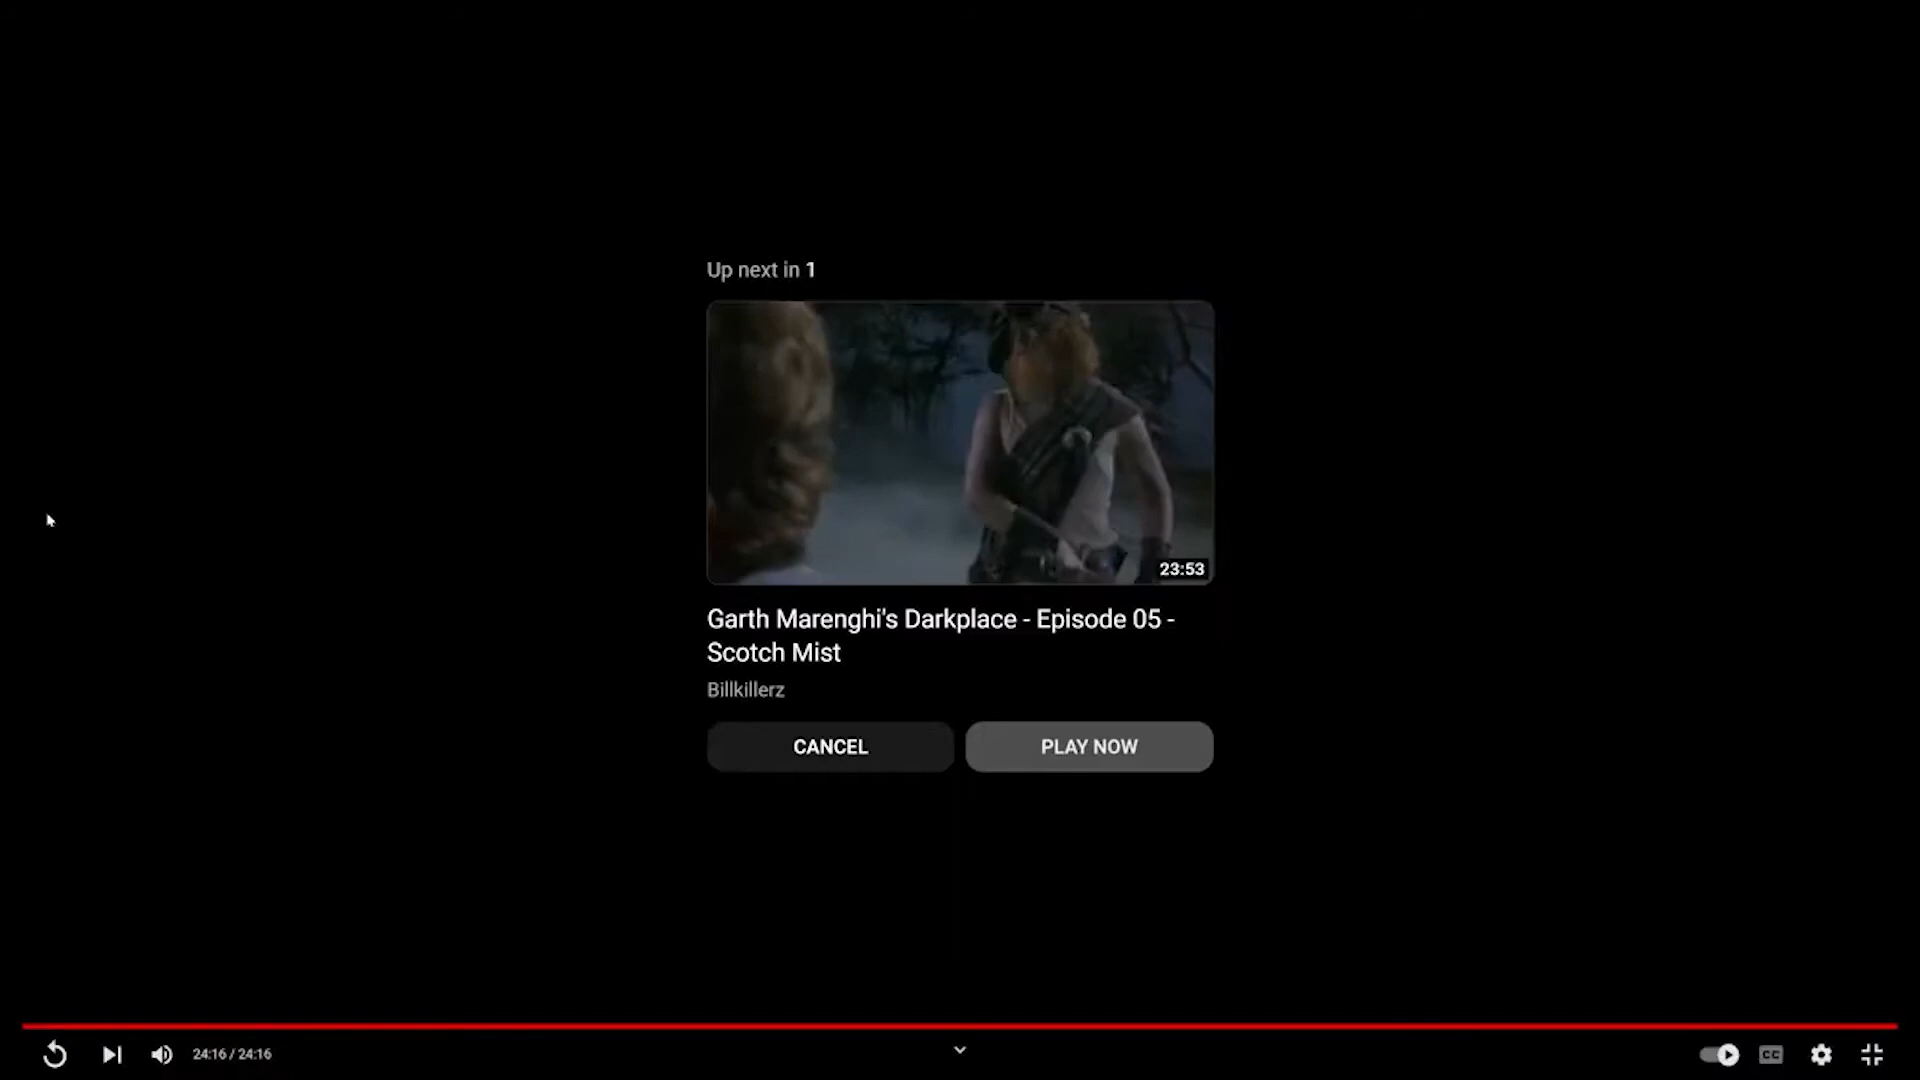 Up next in 1
23:53
Garth Marenghi's Darkplace - Episode 05 -
Scotch Mist
Billkillerz
CANCEL
PLAY NOW
24:16 / 24:16
CC